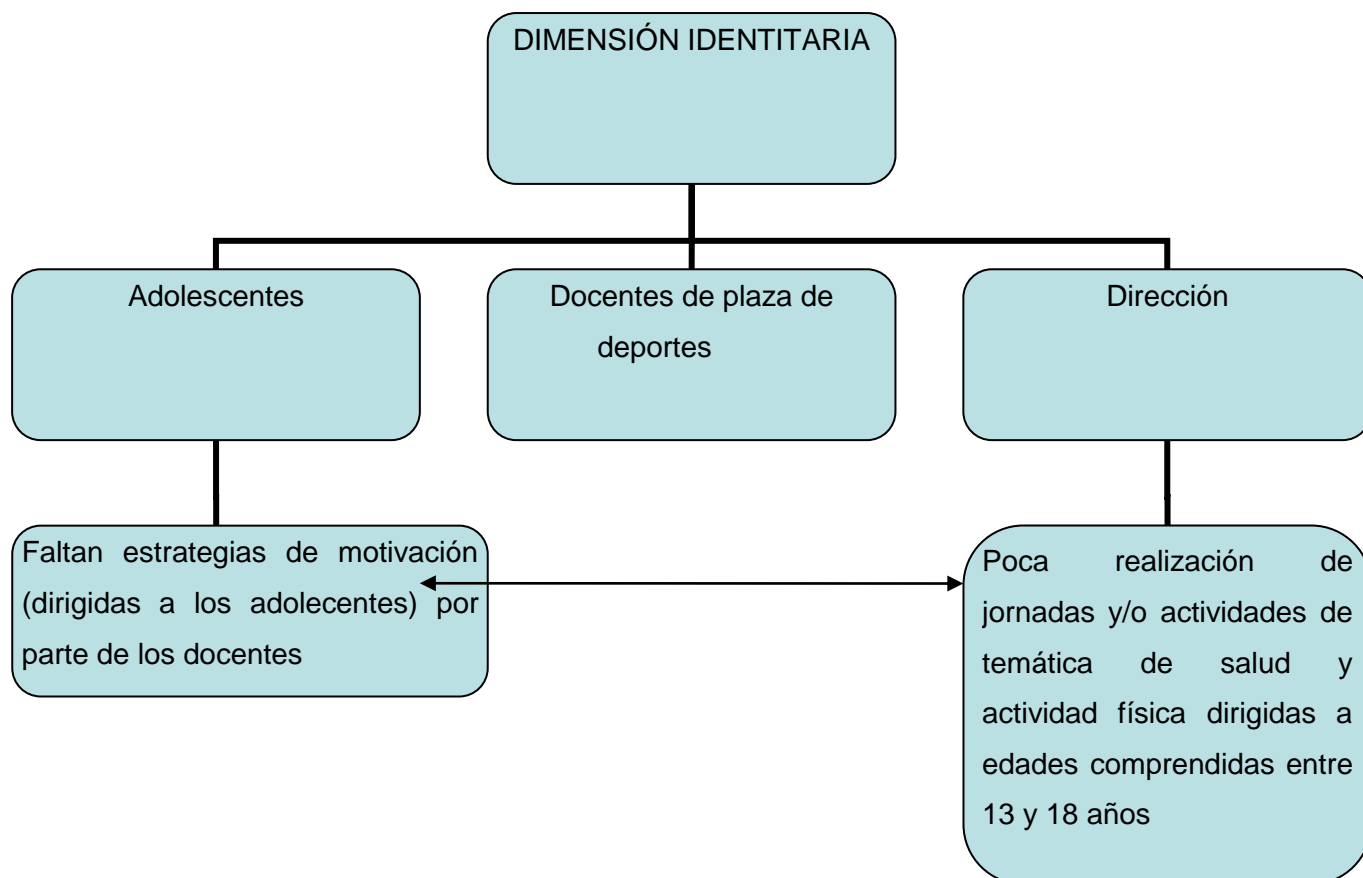 DIMENSIÓN IDENTITARIA
Adolescentes
Docentes de plaza de
deportes
Dirección
Faltan estrategias de motivación
(dirigidas a los adolecentes) por
parte de los docentes
Poca realización de
jornadas y/o actividades de
temática de salud y
actividad física dirigidas a
edades comprendidas entre
13 y 18 años